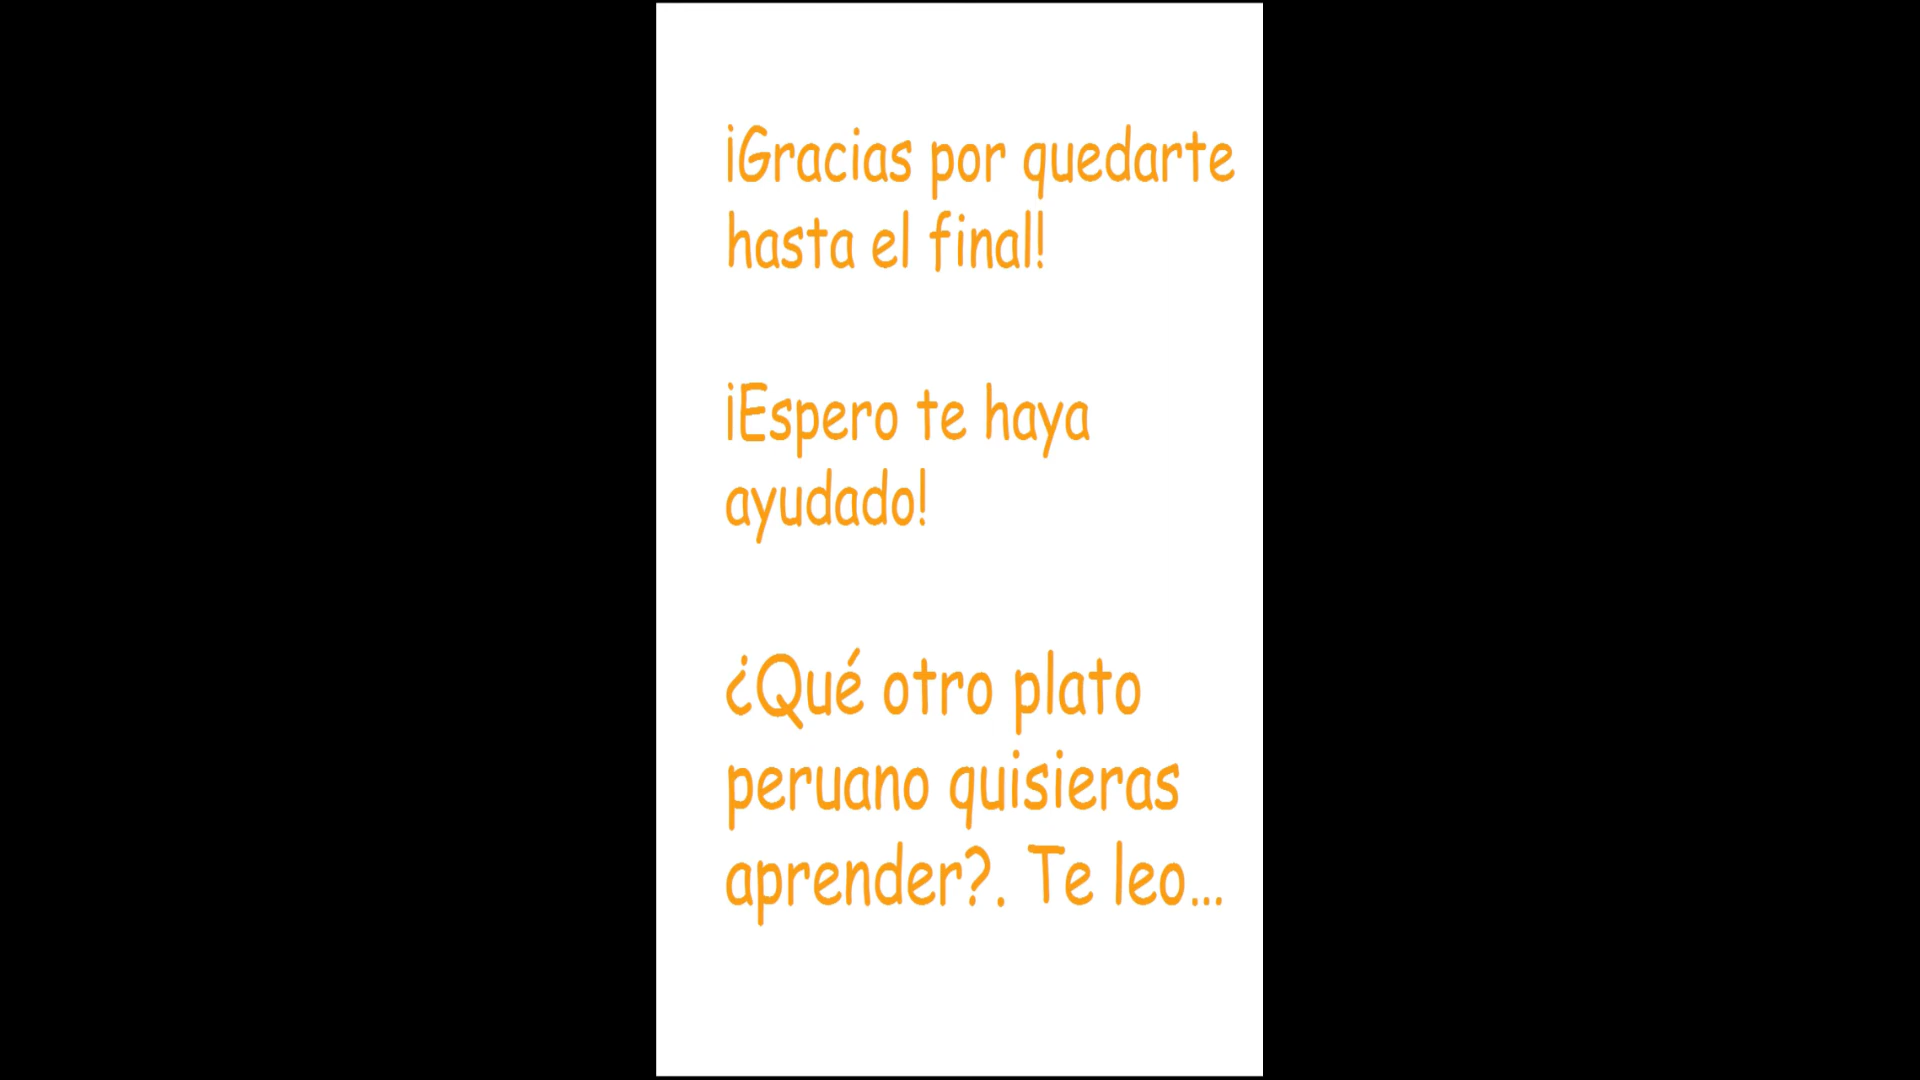 ¡Gracias por quedarte
hasta el final!
¡Espero te haya
ayudado!
¿Qué otro plato
peruano quisieras
aprender?. Te leo...